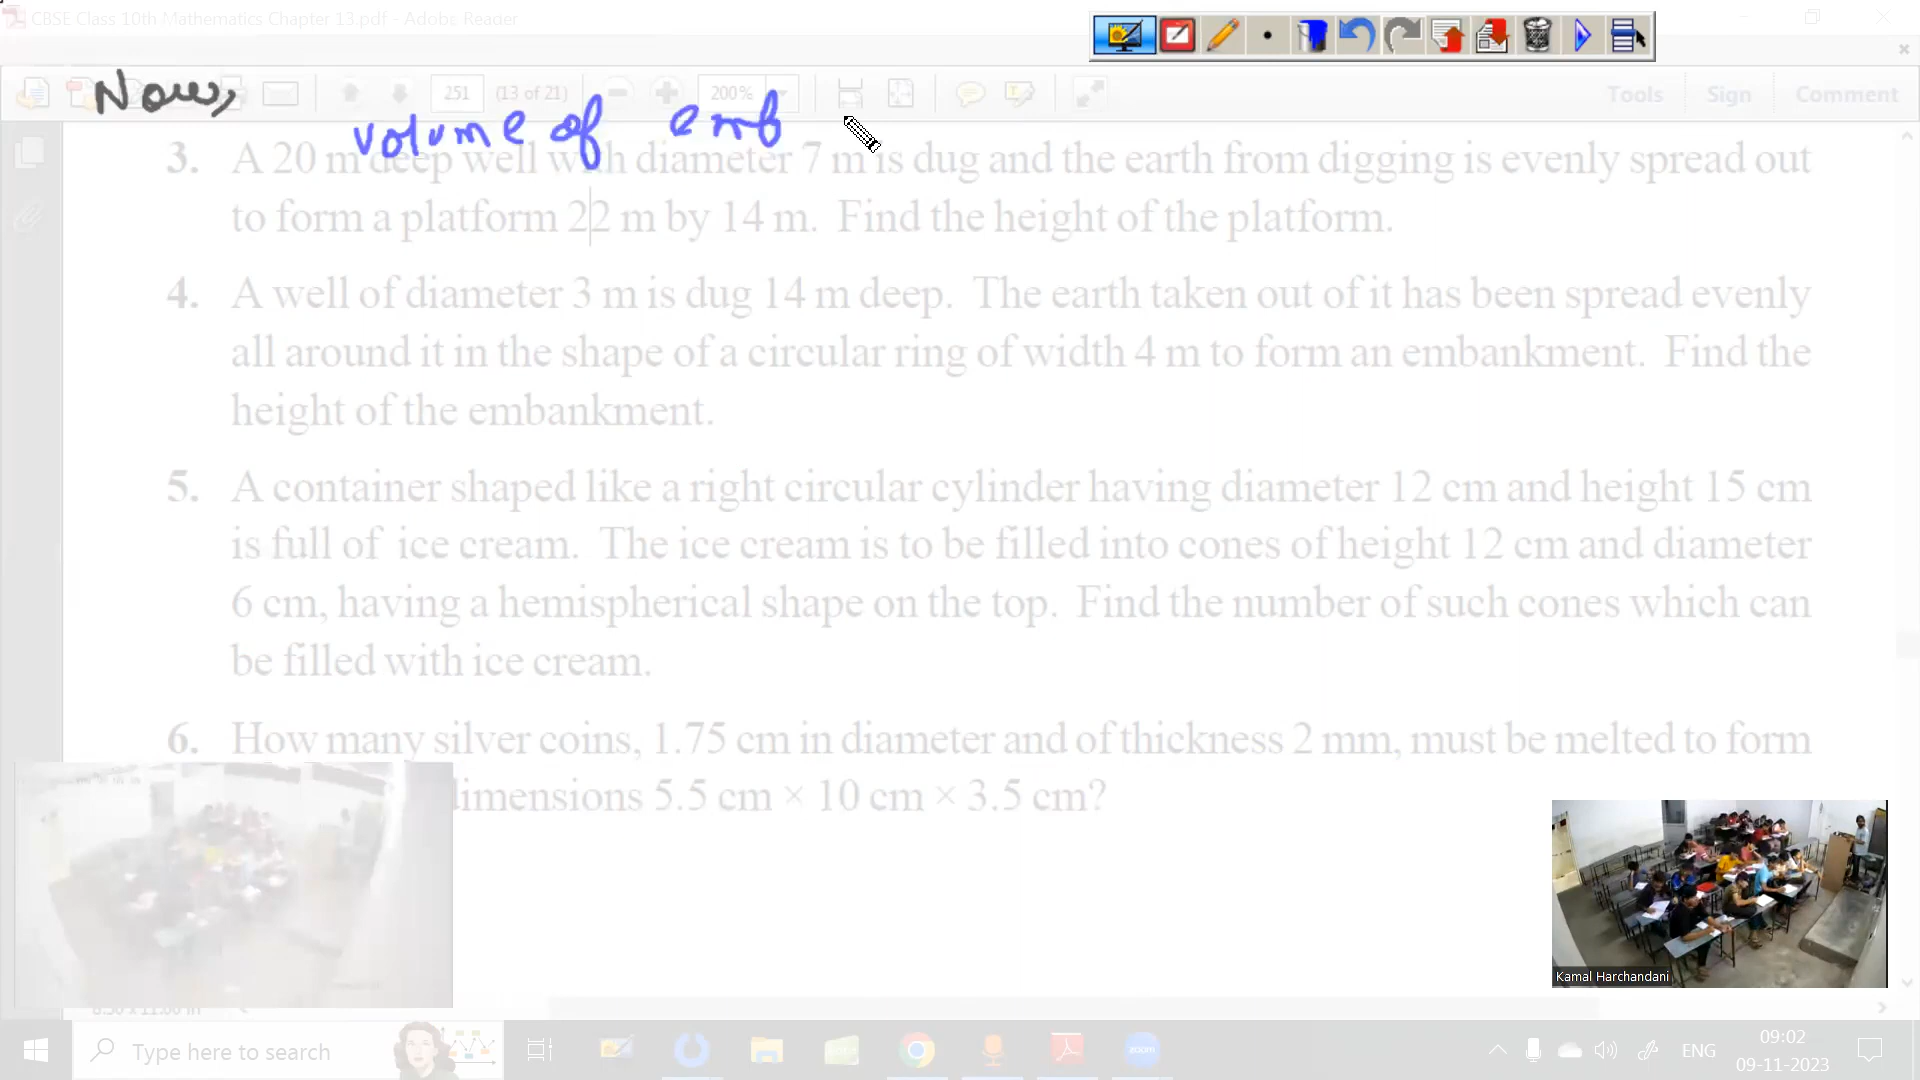 CBSE Class 10th Mathematics Chapter 13.pdf - Adobe Reader
Now,
251 (13 of 21) 200%
Tools Sign Comment
volume of emb
3. A 20 m deep well with diameter 7 m is dug and the earth from digging is evenly spread out
to form a platform 22 m by 14 m. Find the height of the platform.
4. A well of diameter 3 m is dug 14 m deep. The earth taken out of it has been spread evenly
all around it in the shape of a circular ring of width 4 m to form an embankment. Find the
height of the embankment.
5. A container shaped like a right circular cylinder having diameter 12 cm and height 15 cm
is full of ice cream. The ice cream is to be filled into cones of height 12 cm and diameter
6 cm, having a hemispherical shape on the top. Find the number of such cones which can
be filled with ice cream.
6. How many silver coins, 1.75 cm in diameter and of thickness 2 mm, must be melted to form
dimensions 5.5 cm × 10 cm × 3.5 cm?
Kamal Harchandani
8.50 x 11.00 in
Type here to search
zoom
ENG
09:02
09-11-2023